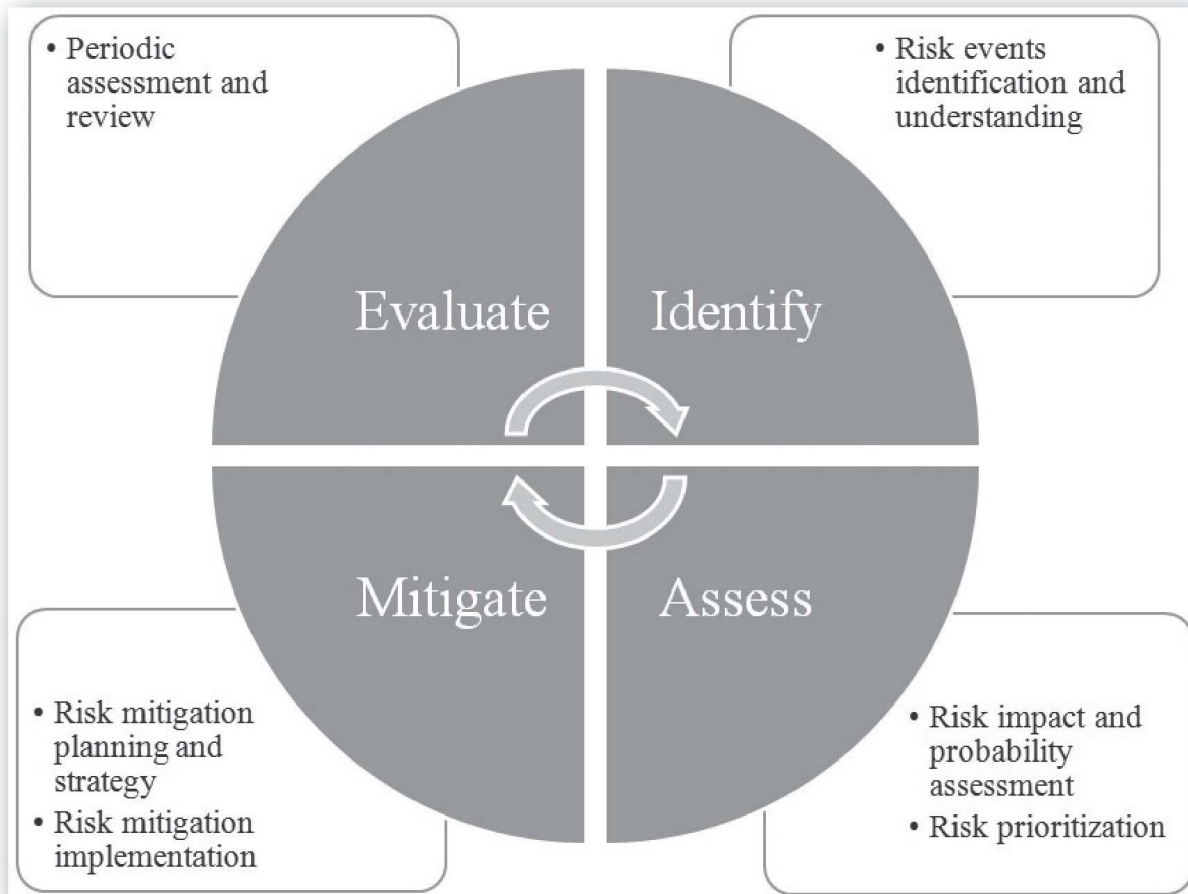 • Periodic
assessment and
review
• Risk events
identification and
understanding
Evaluate
Identify
Mitigate
Assess
• Risk mitigation
planning and
strategy
• Risk mitigation
implementation
• Risk impact and
probability
assessment
• Risk prioritization